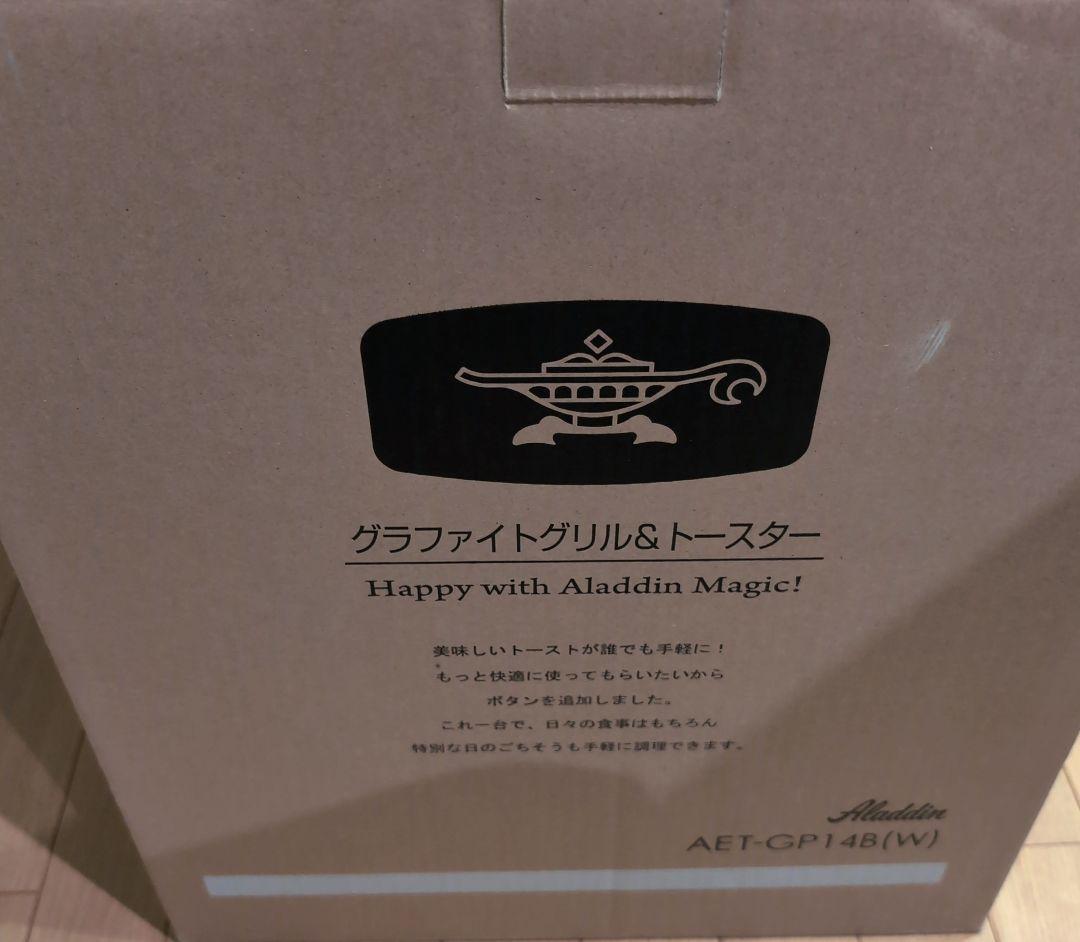 グラファイトグリル&トースター
Happy with Aladdin Magic!
美味しいトーストが誰でも手軽に！
もっと快適に使ってもらいたいから
ボタンを追加しました。
これ一台で、日々の食事はもちろん
特別な日のごちそうも手軽に調理できます。
Aladdin
AET-GP14B(W)